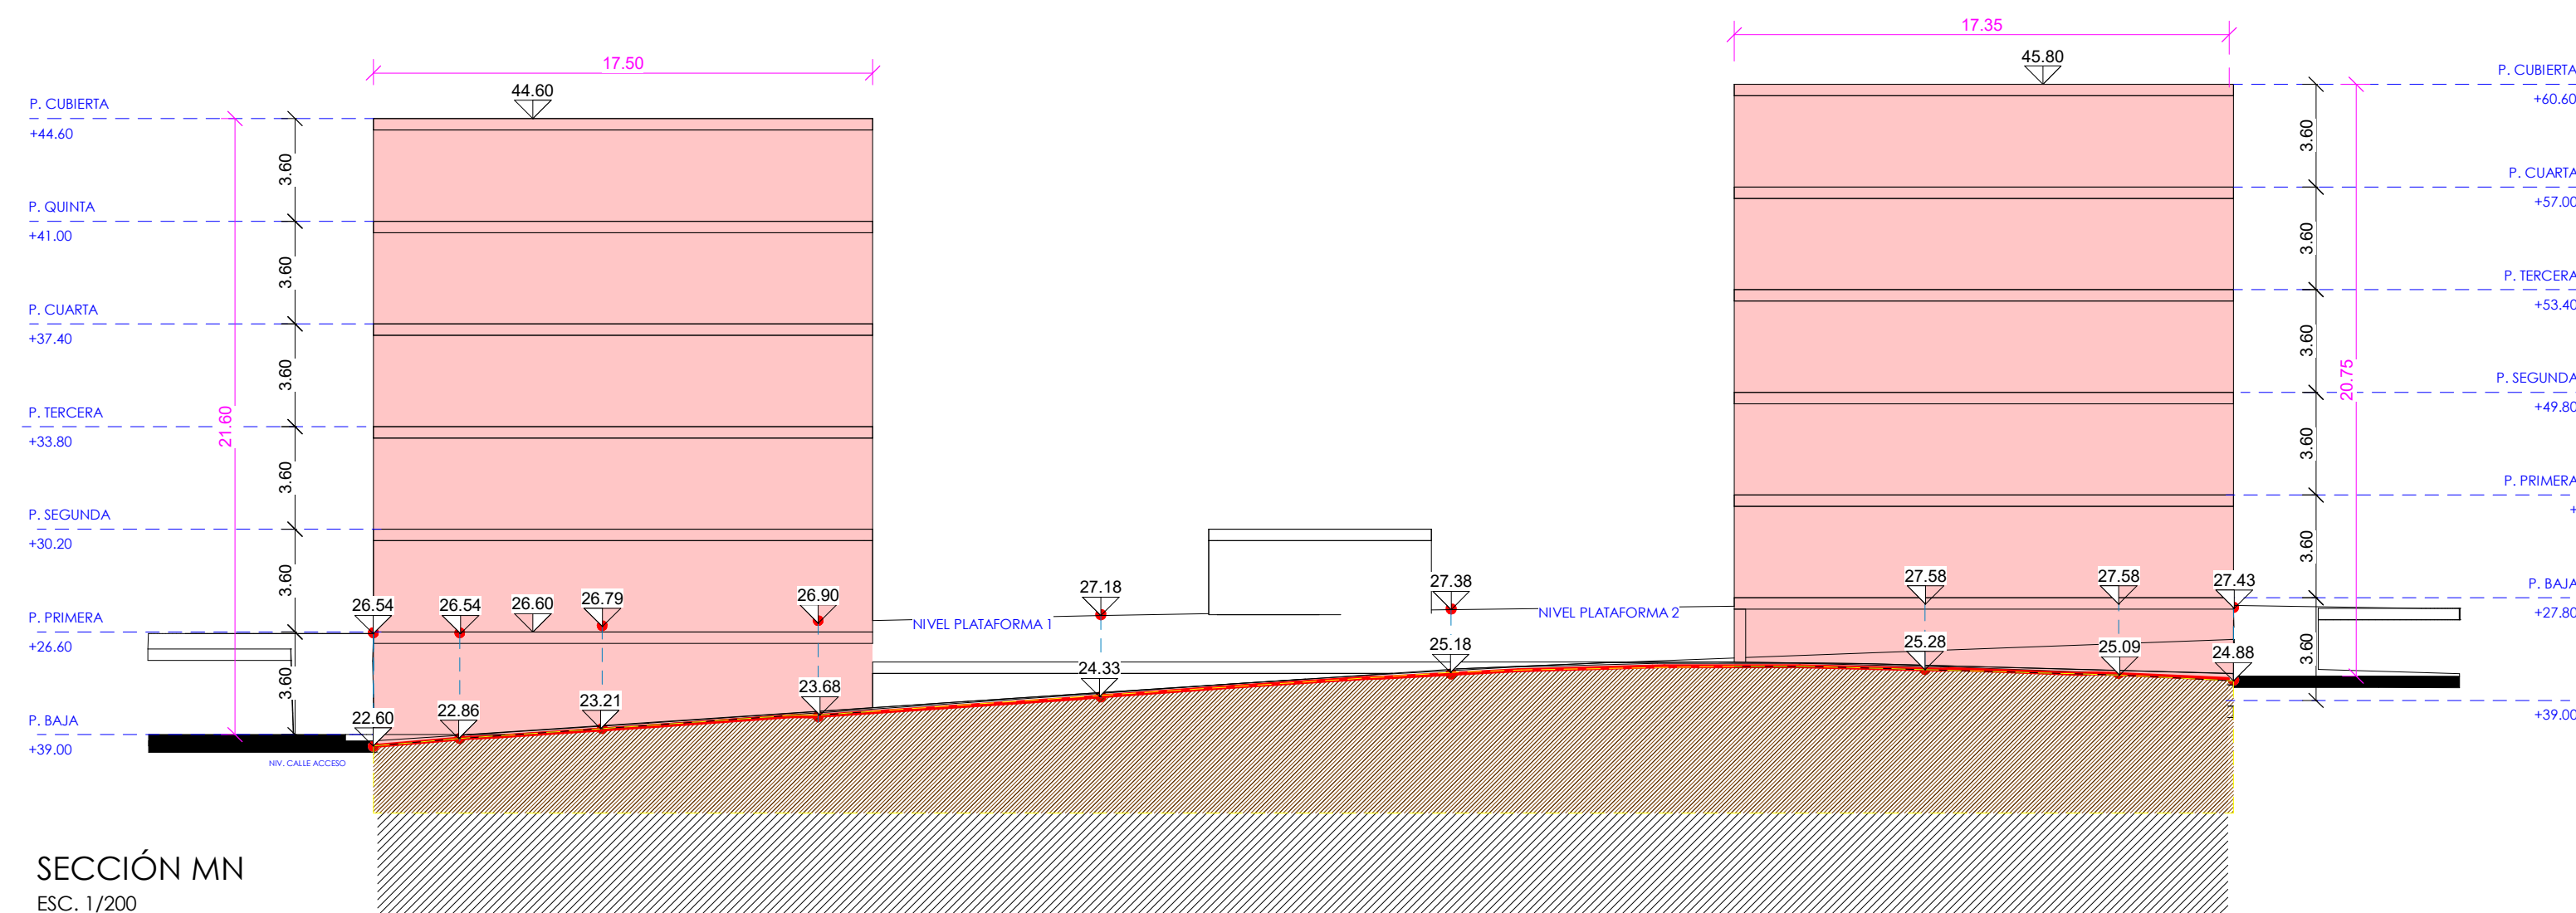 17.50
17.35
44.60
45.80
P. CUBIERTA
+44.60
P. QUINTA
+41.00
P. CUARTA
+37.40
P. TERCERA
+33.80
P. SEGUNDA
+30.20
P. PRIMERA
+26.60
P. BAJA
+39.00
21.60
3.60
3.60
3.60
3.60
3.60
3.60
26.54
26.54
26.60
26.79
26.90
27.18
27.38
27.58
27.58
27.43
NIVEL PLATAFORMA 1
NIVEL PLATAFORMA 2
22.60
22.86
23.21
23.68
24.33
25.18
25.28
25.09
24.88
NIV. CALLE ACCESO
P. CUBIERTA
+60.60
P. CUARTA
+57.00
P. TERCERA
+53.40
P. SEGUNDA
+49.80
P. PRIMERA
+
P. BAJA
+27.80
+39.00
3.60
3.60
3.60
3.60
3.60
3.60
20.75
SECCIÓN MN
ESC. 1/200